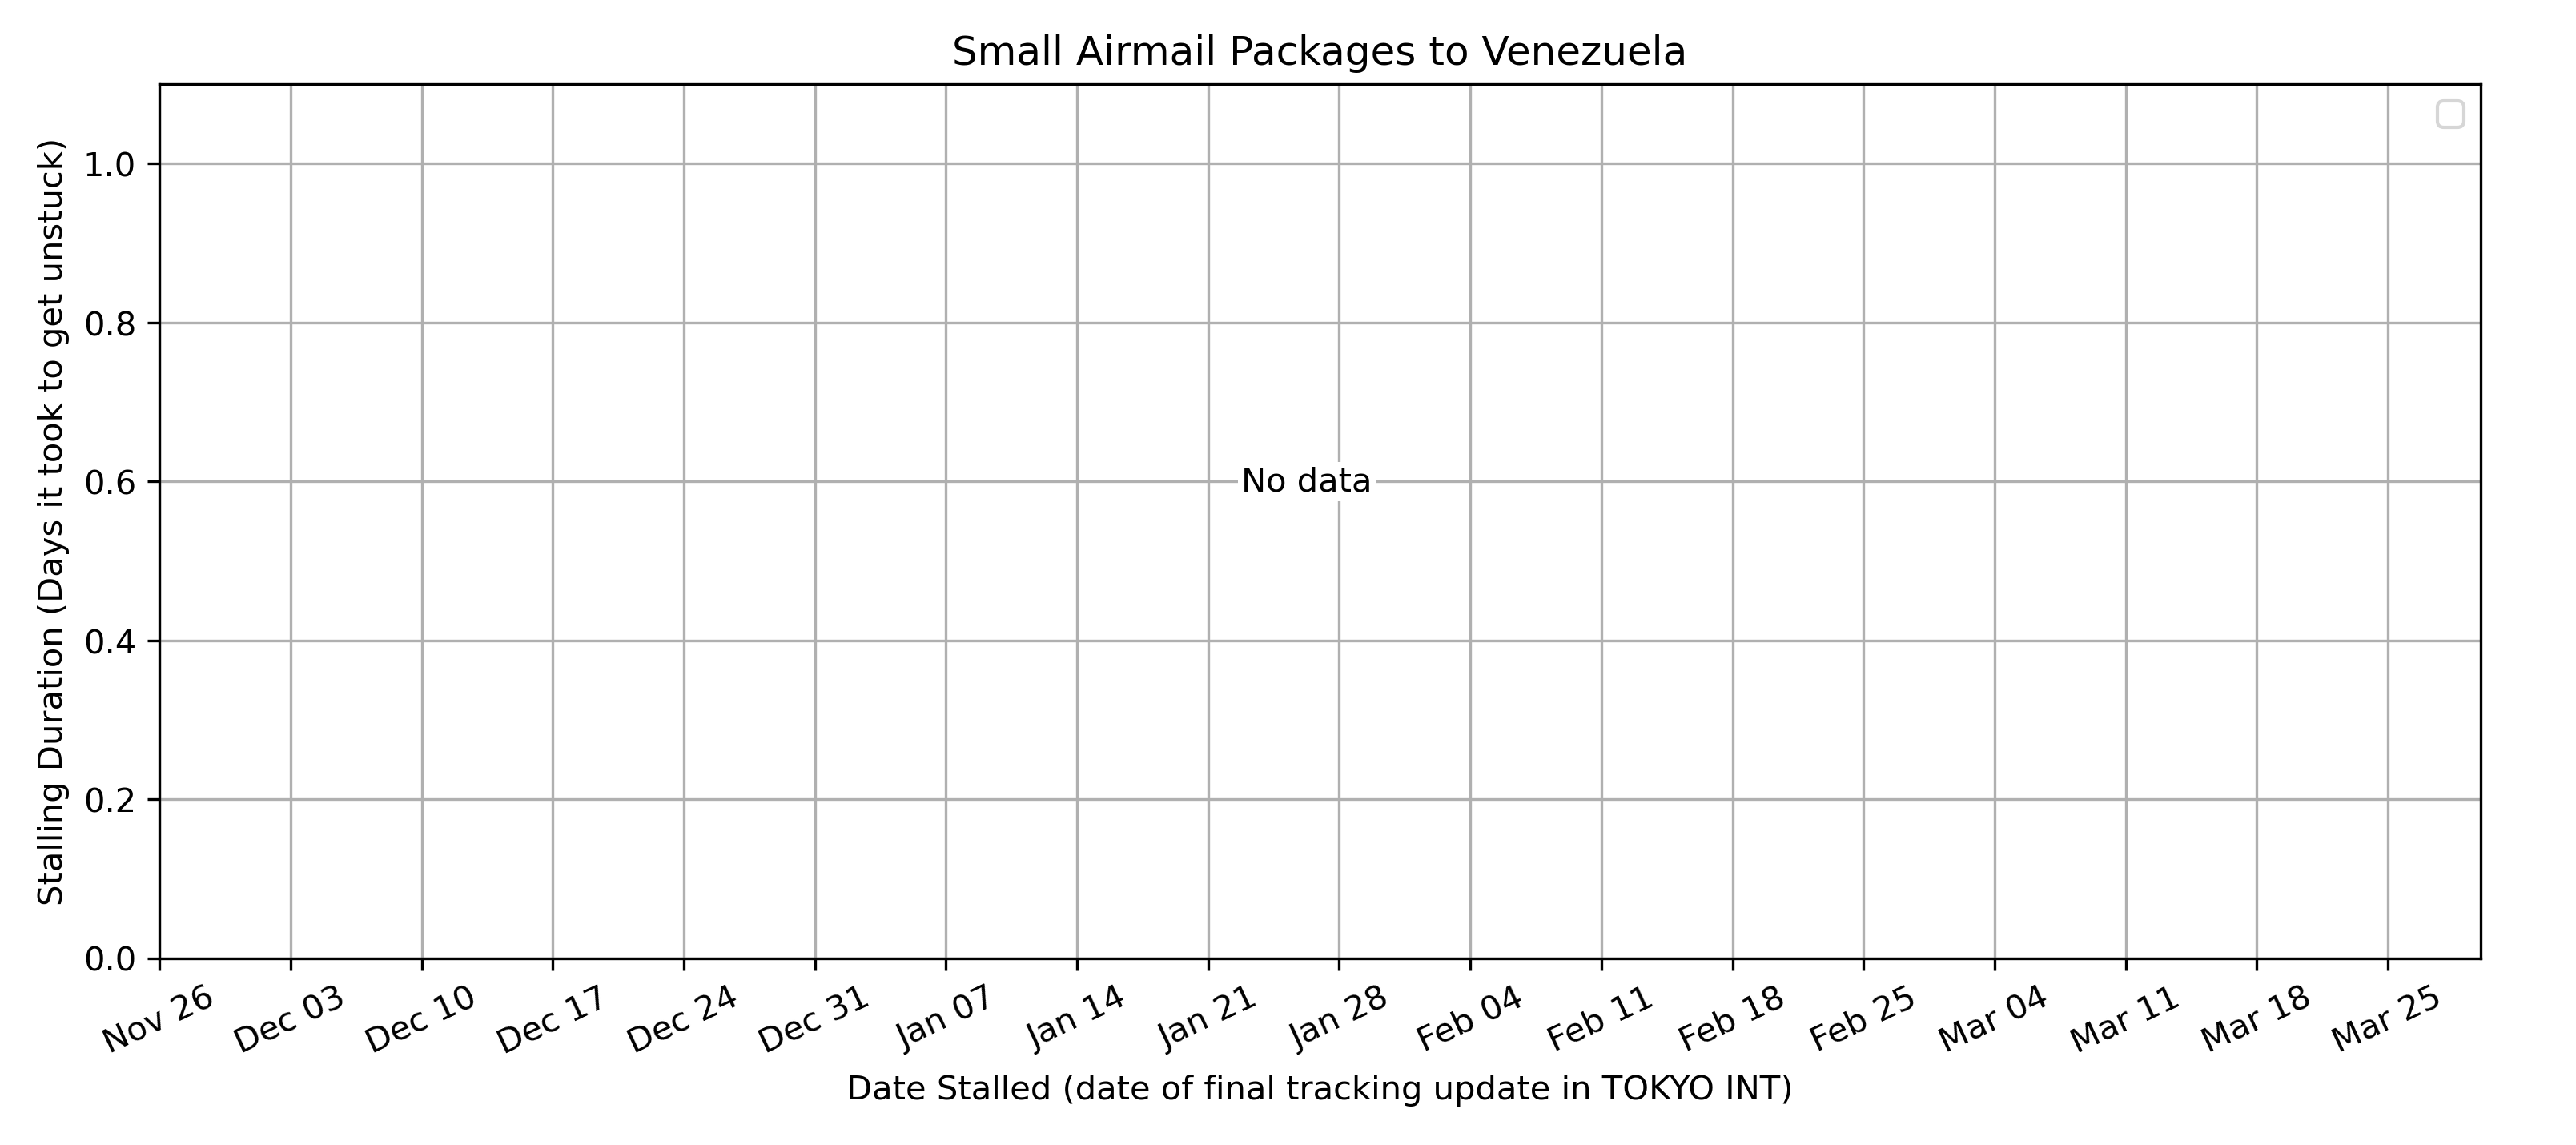 Small Airmail Packages to Venezuela
Stalling Duration (Days it took to get unstuck)
1.0
0.8
0.6
0.4
0.2
0.0
No data
Nov 26 Dec 03 Dec 10 Dec 17 Dec 24 Dec 31 Jan 07 Jan 14 Jan 21 Jan 28 Feb 04 Feb 11 Feb 18 Feb 25 Mar 04 Mar 11 Mar 18 Mar 25
Date Stalled (date of final tracking update in TOKYO INT)